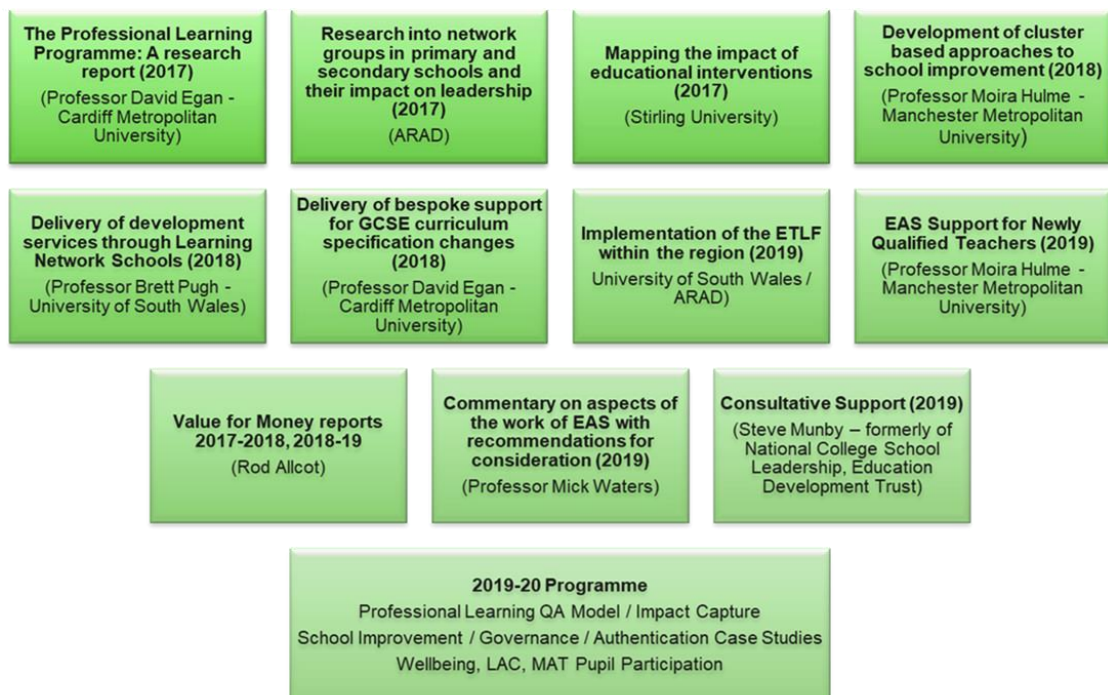 The Professional Learning
Programme: A research
report (2017)
(Professor David Egan -
Cardiff Metropolitan
University)
Research into network
groups in primary and
secondary schools and
their impact on leadership
(2017)
(ARAD)
Mapping the impact of
educational interventions
(2017)
(Stirling University)
Development of cluster
based approaches to
school improvement (2018)
(Professor Moira Hulme -
Manchester Metropolitan
University)
Delivery of development
services through Learning
Network Schools (2018)
(Professor Brett Pugh -
University of South Wales)
Delivery of bespoke support
for GCSE curriculum
specification changes
(2018)
(Professor David Egan -
Cardiff Metropolitan
University)
Implementation of the ETLF
within the region (2019)
University of South Wales /
ARAD)
EAS Support for Newly
Qualified Teachers (2019)
(Professor Moira Hulme -
Manchester Metropolitan
University)
Value for Money reports
2017-2018, 2018-19
(Rod Allcot)
Commentary on aspects of
the work of EAS with
recommendations for
consideration (2019)
(Professor Mick Waters)
Consultative Support (2019)
(Steve Munby – formerly of
National College School
Leadership, Education
Development Trust)
2019-20 Programme
Professional Learning QA Model / Impact Capture
School Improvement / Governance / Authentication Case Studies
Wellbeing, LAC, MAT Pupil Participation